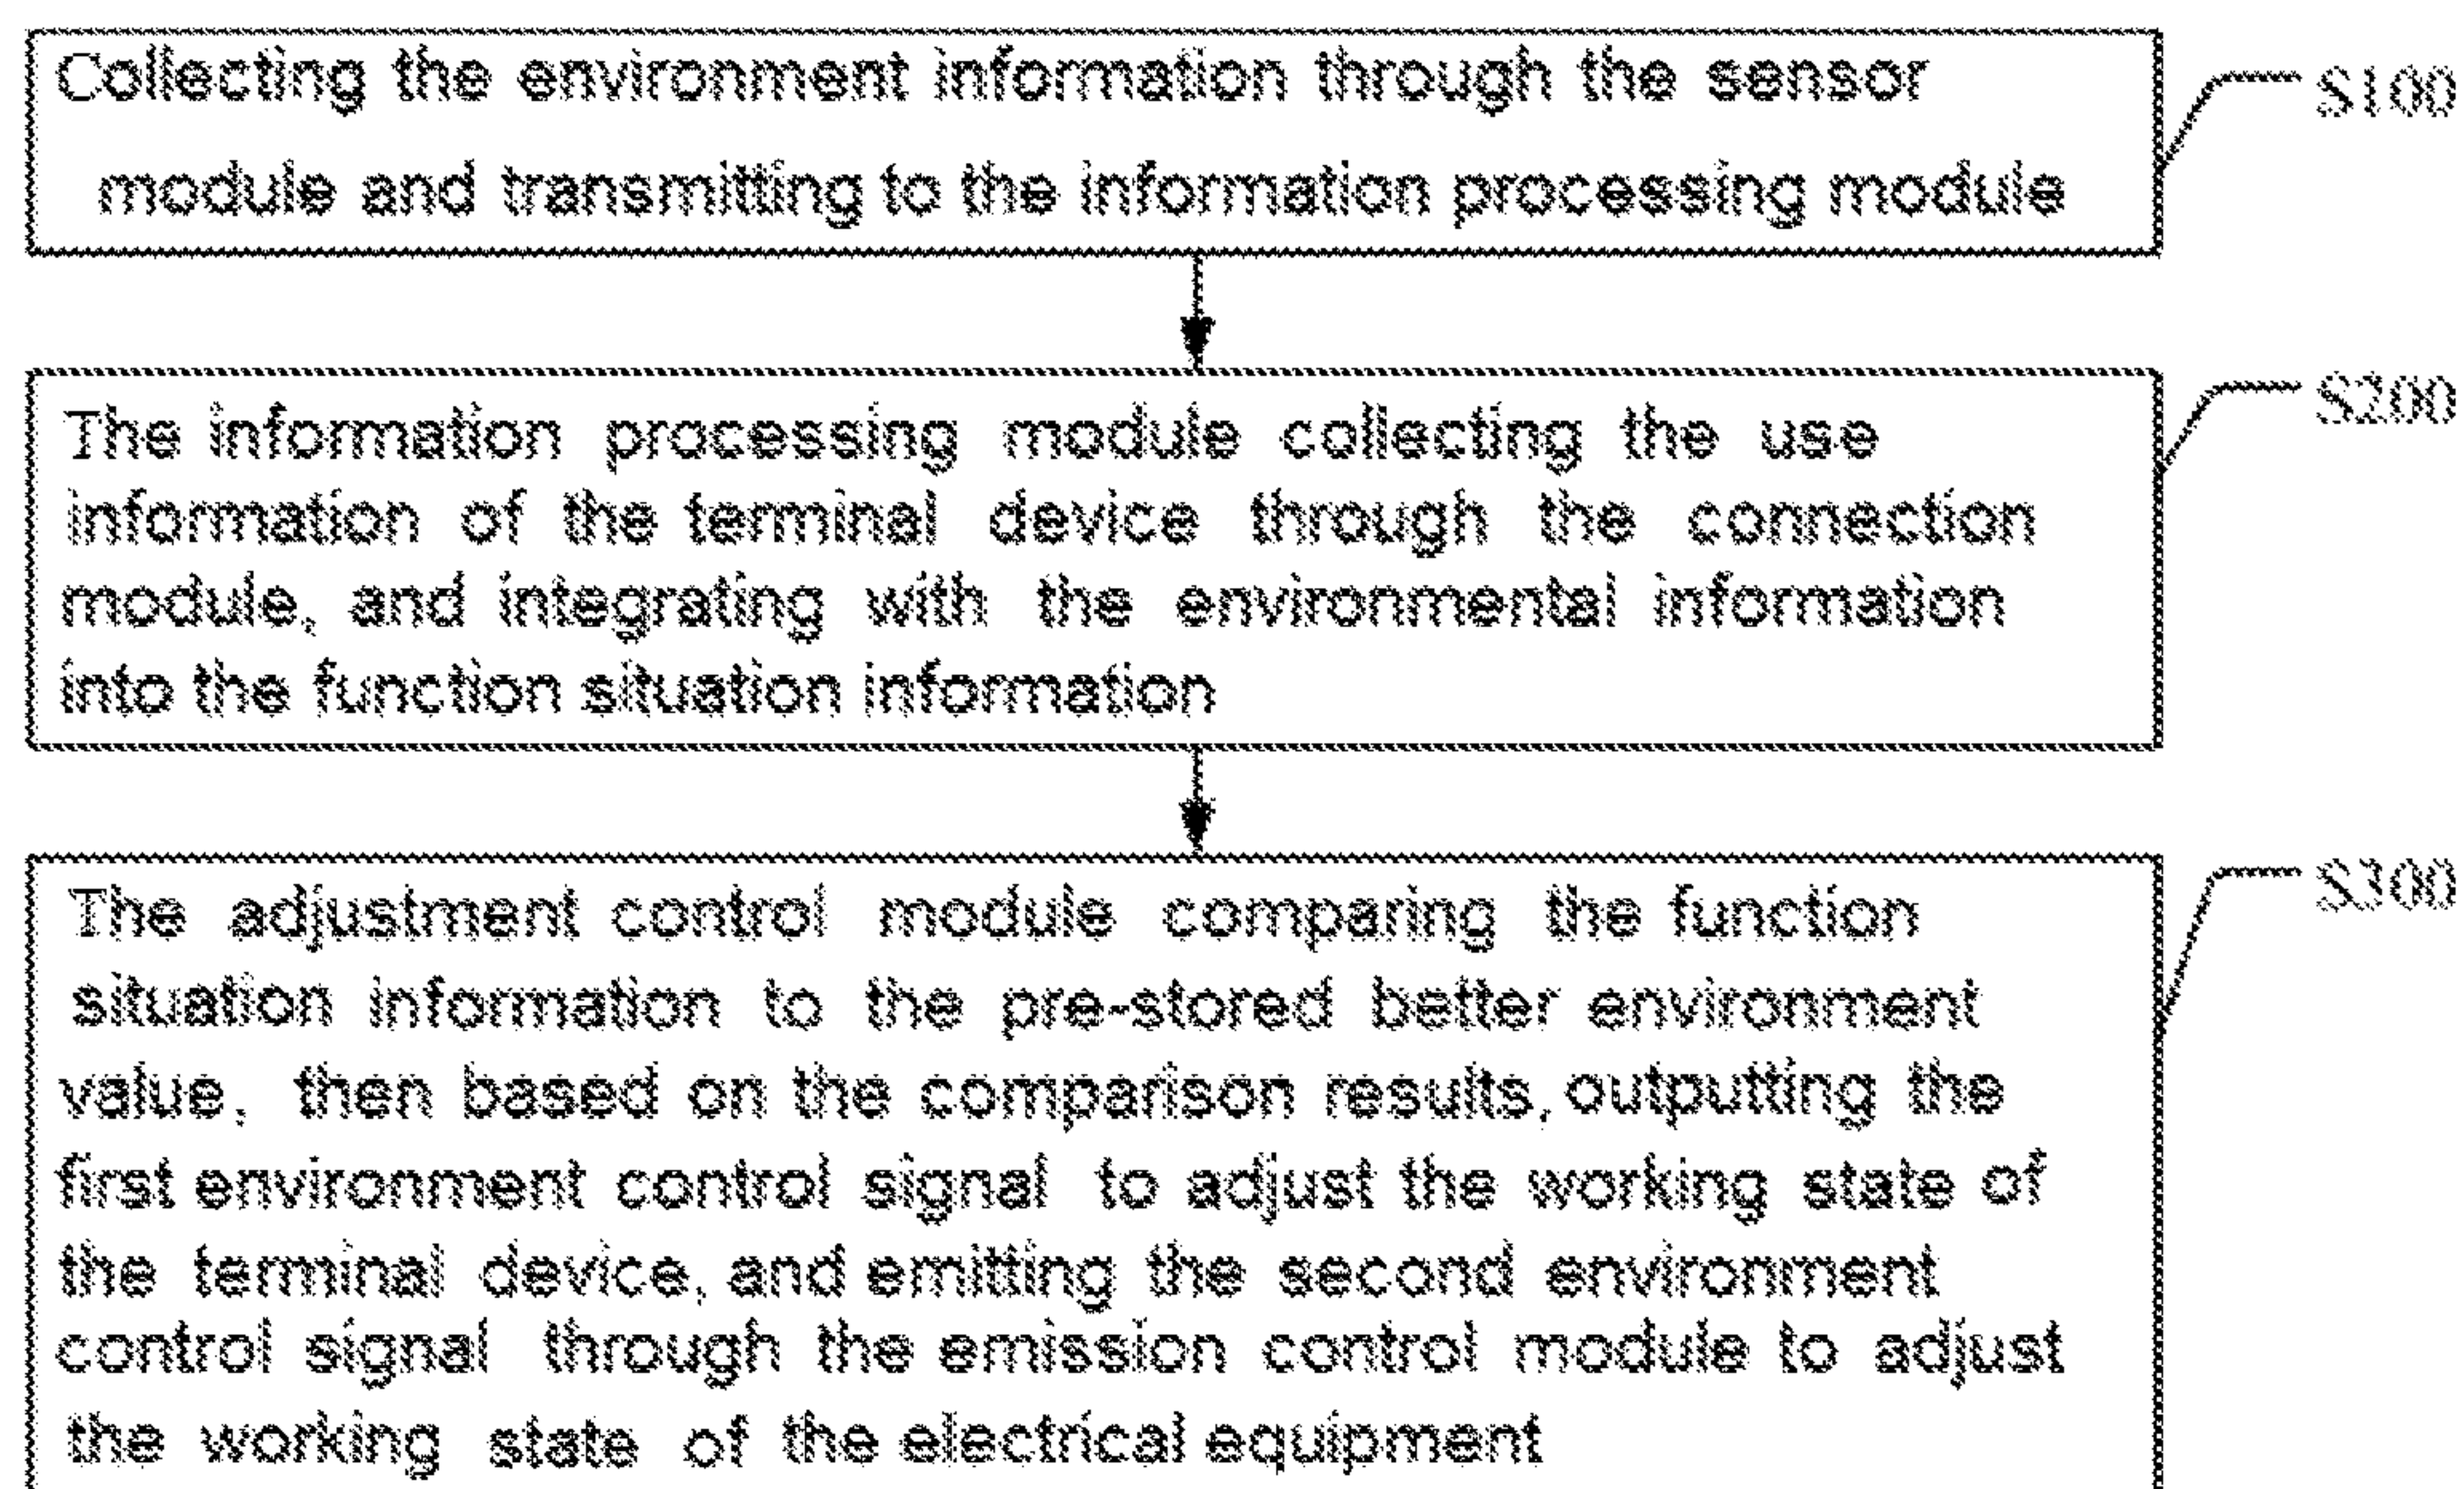 Collecting the environment information through the sensor
module and transmitting to the information processing module
S100
The information processing module collecting the use
information of the terminal device through the connection
module, and integrating with the environmental information
into the function situation information
S200
The adjustment control module comparing the function
situation information to the pre-stored better environment
value, then based on the comparison results, outputting the
first environment control signal to adjust the working state of
the terminal device, and emitting the second environment
control signal through the emission control module to adjust
the working state of the electrical equipment
S300